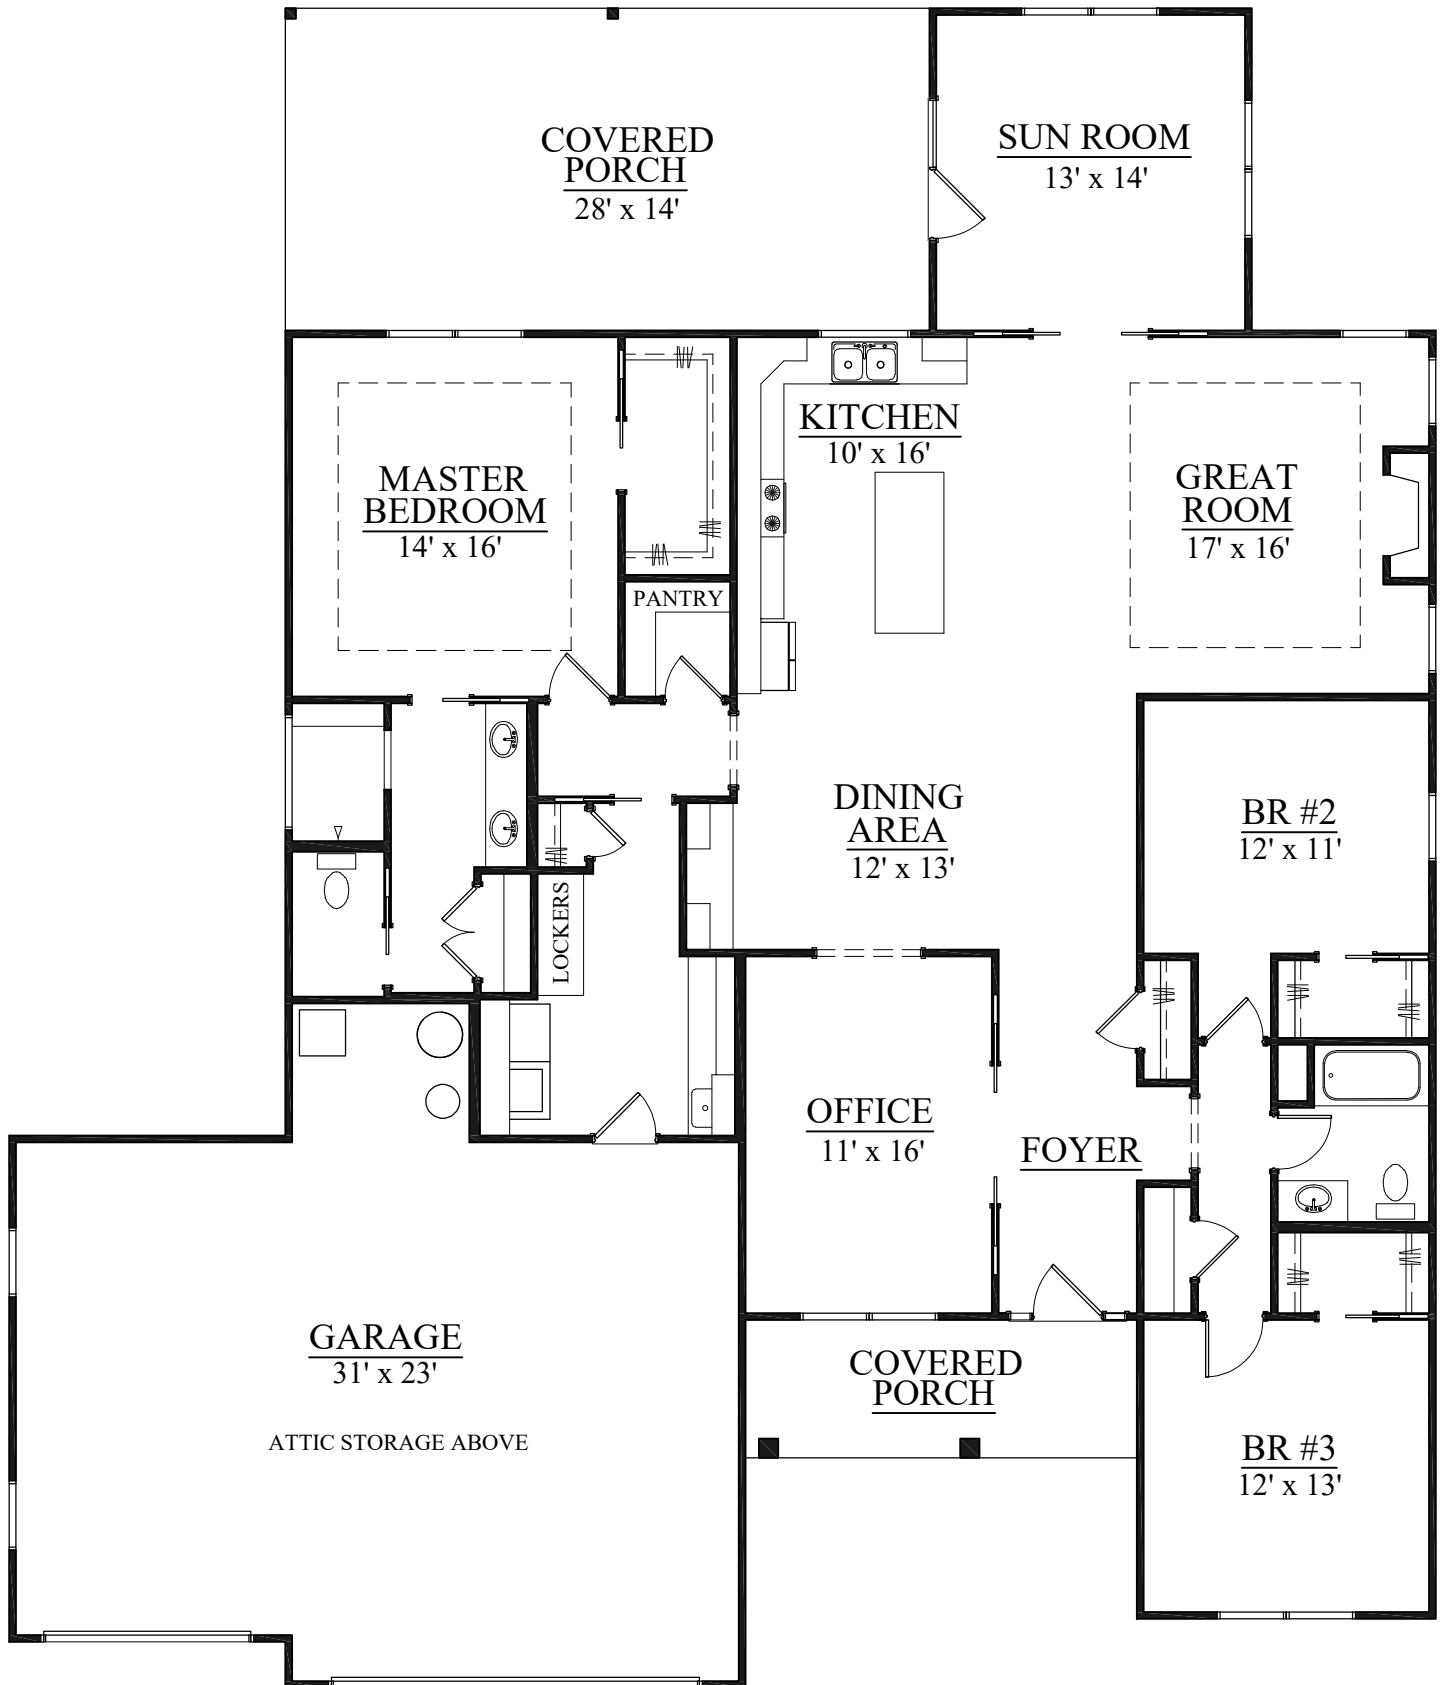 COVERED
PORCH
28' x 14'
SUN ROOM
13' x 14'
MASTER
BEDROOM
14' x 16'
KITCHEN
10' x 16'
GREAT
ROOM
17' x 16'
PANTRY
DINING
AREA
12' x 13'
BR #2
12' x 11'
LOCKERS
OFFICE
11' x 16'
FOYER
GARAGE
31' x 23'
ATTIC STORAGE ABOVE
COVERED
PORCH
BR #3
12' x 13'